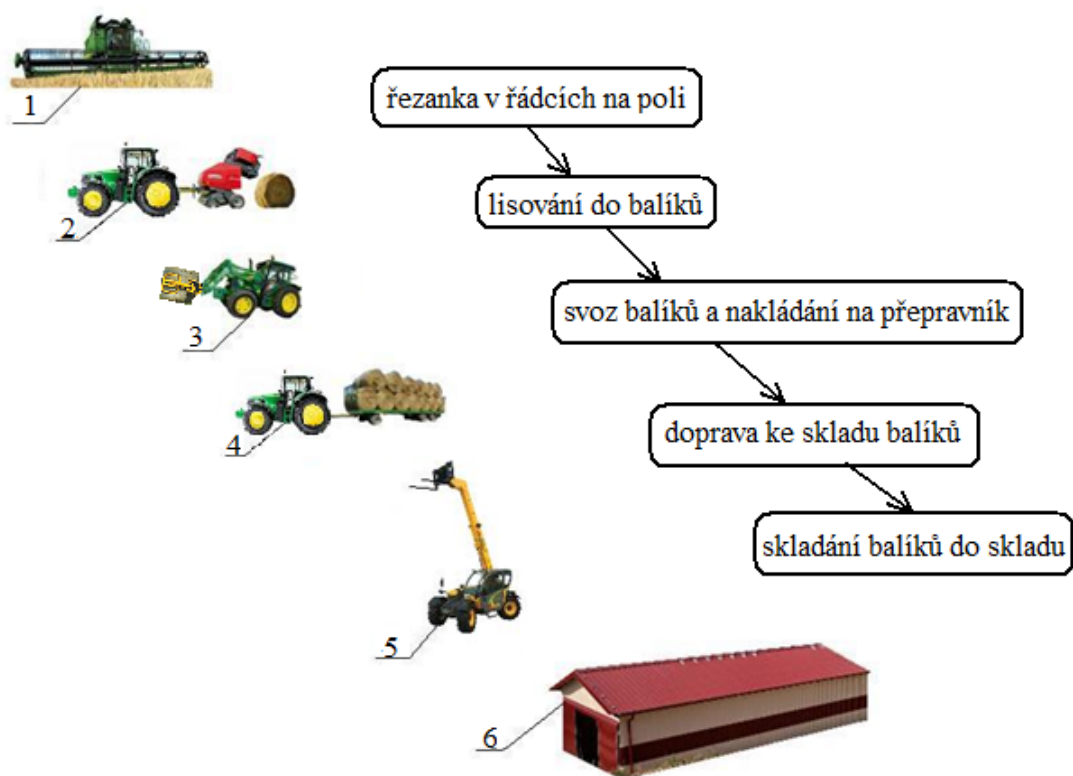 1
řezanka v řádcích na poli
2
lisování do balíků
3
svoz balíků a nakládání na přepravník
4
doprava ke skladu balíků
5
skladání balíků do skladu
6